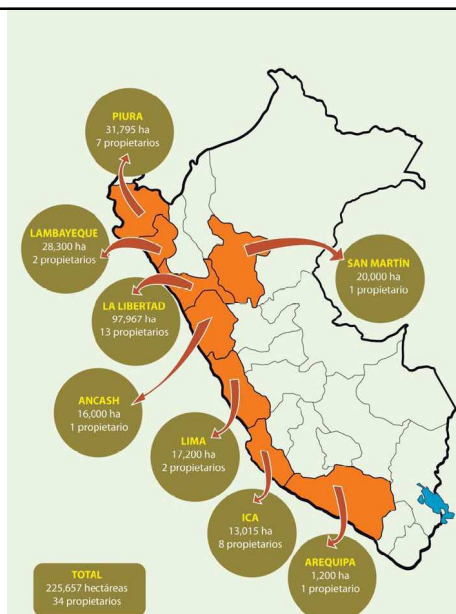 PIURA
31,795 ha
7 propietarios
LAMBAYEQUE
28,300 ha
2 propietarios
SAN MARTÍN
20,000 ha
1 propietario
LA LIBERTAD
97,967 ha
13 propietarios
ANCASH
16,000 ha
1 propietario
LIMA
17,200 ha
2 propietarios
ICA
13,015 ha
8 propietarios
AREQUIPA
1,200 ha
1 propietario
TOTAL
225,657 hectáreas
34 propietarios